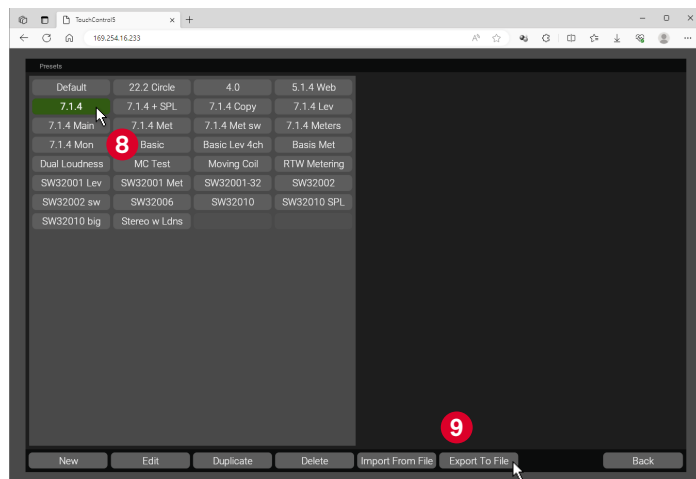 TouchControl5
169.254.16.233
Presets
Default 22.2 Circle 4.0 5.1.4 Web
7.1.4 7.1.4 + SPL 7.1.4 Copy 7.1.4 Lev
7.1.4 Main 7.1.4 Met 7.1.4 Met sw 7.1.4 Meters
7.1.4 Mon 8 Basic Basic Lev 4ch Basis Met
Dual Loudness MC Test Moving Coil RTW Metering
SW32001 Lev SW32001 Met SW32001-32 SW32002
SW32002 sw SW32006 SW32010 SW32010 SPL
SW32010 big Stereo w Ldns
9
New Edit Duplicate Delete Import From File Export To File Back